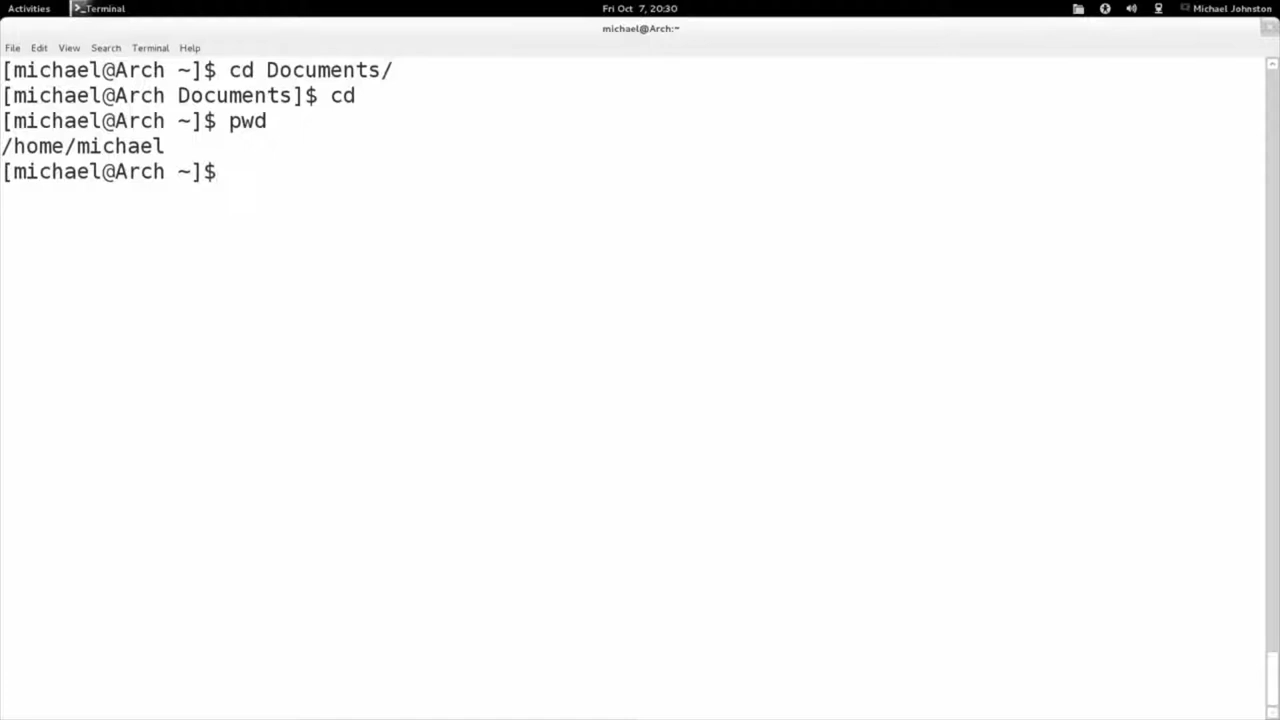 Activities >_Terminal Fri Oct 7, 20:30 Michael Johnston
michael@Arch:~
File Edit View Search Terminal Help
[michael@Arch ~]$ cd Documents/
[michael@Arch Documents]$ cd
[michael@Arch ~]$ pwd
/home/michael
[michael@Arch ~]$